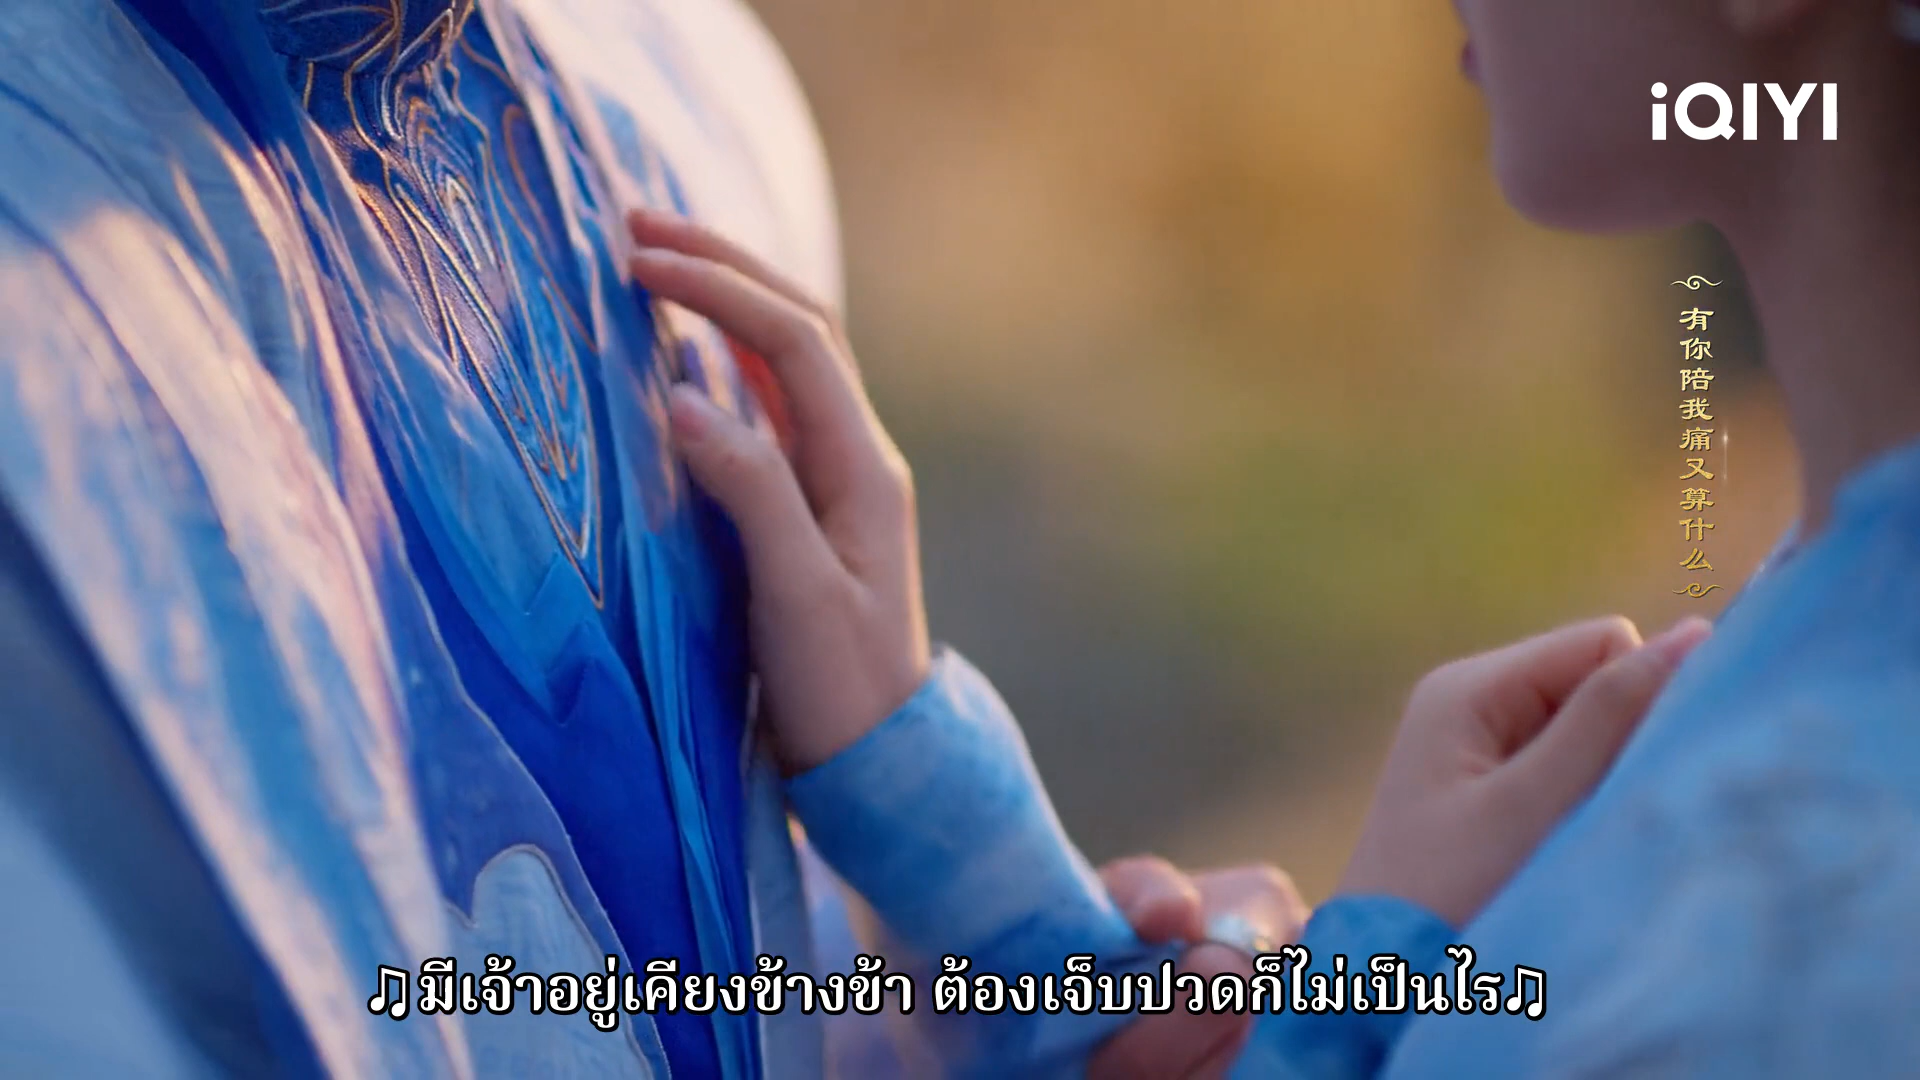 iQIYI
有你陪我痛又算什么
♫มีเจ้าอยู่เคียงข้างข้า ต้องเจ็บปวดก็ไม่เป็นไร♫